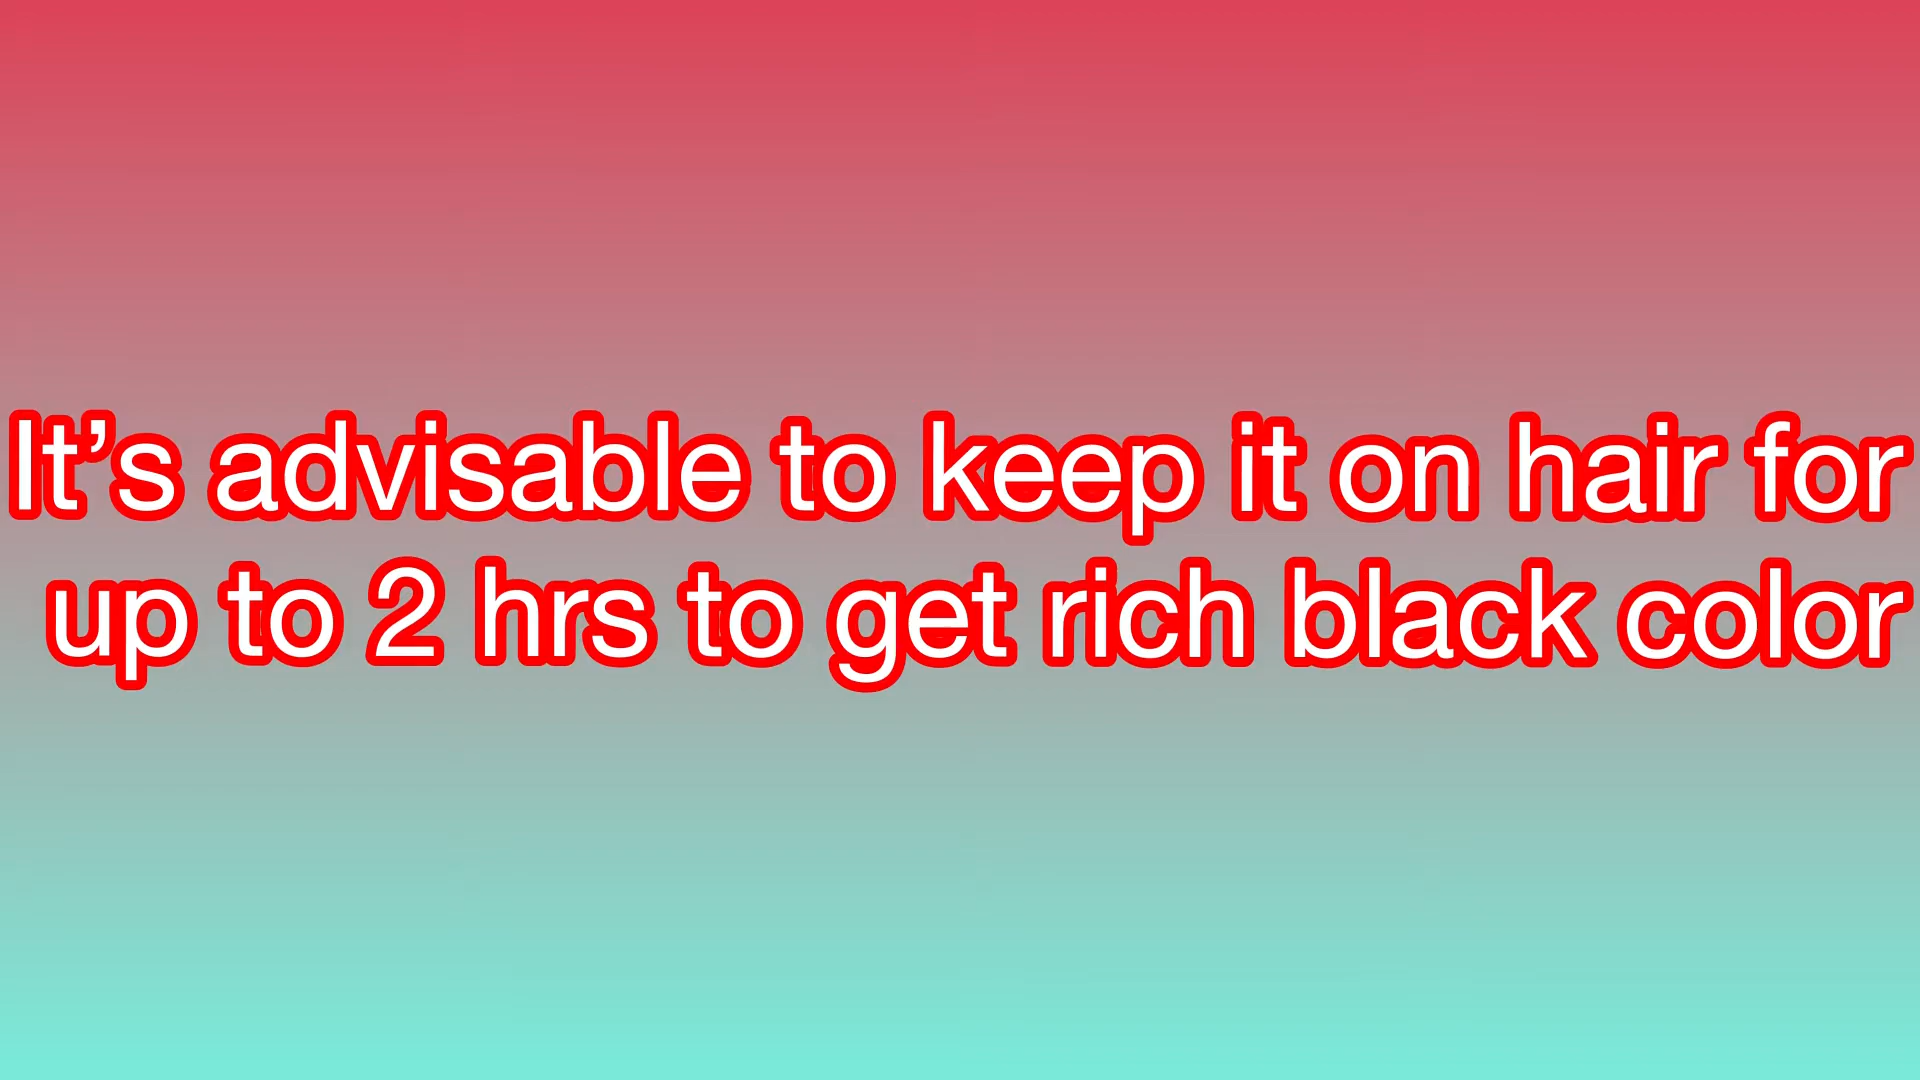 It’s advisable to keep it on hair for
up to 2 hrs to get rich black color